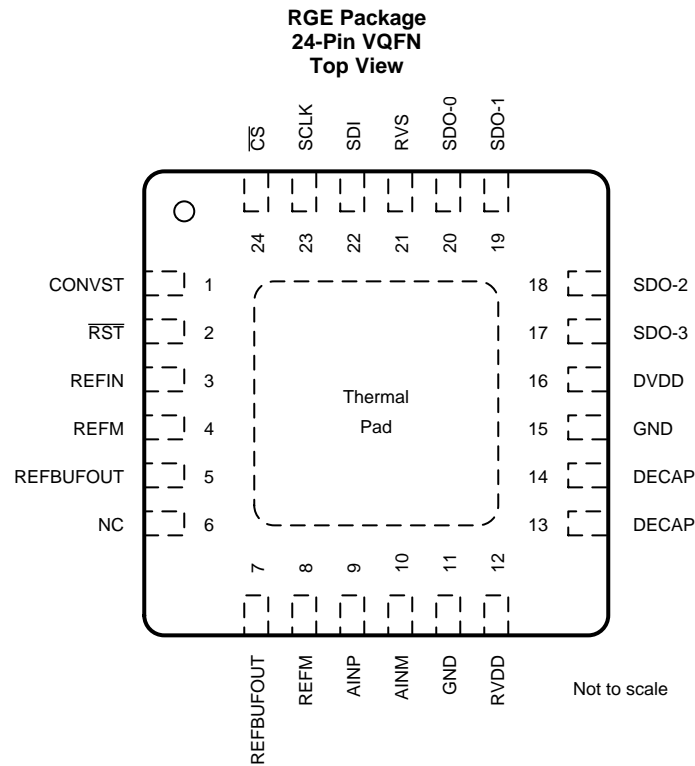 RGE Package
24-Pin VQFN
Top View
CS
SCLK
SDI
RVS
SDO-0
SDO-1
24
23
22
21
20
19
CONVST 1
RST 2
REFIN 3
REFM 4
REFBUFOUT 5
NC 6
Thermal
Pad
18 SDO-2
17 SDO-3
16 DVDD
15 GND
14 DECAP
13 DECAP
7
8
9
10
11
12
REFBUFOUT
REFM
AINP
AINM
GND
RVDD
Not to scale